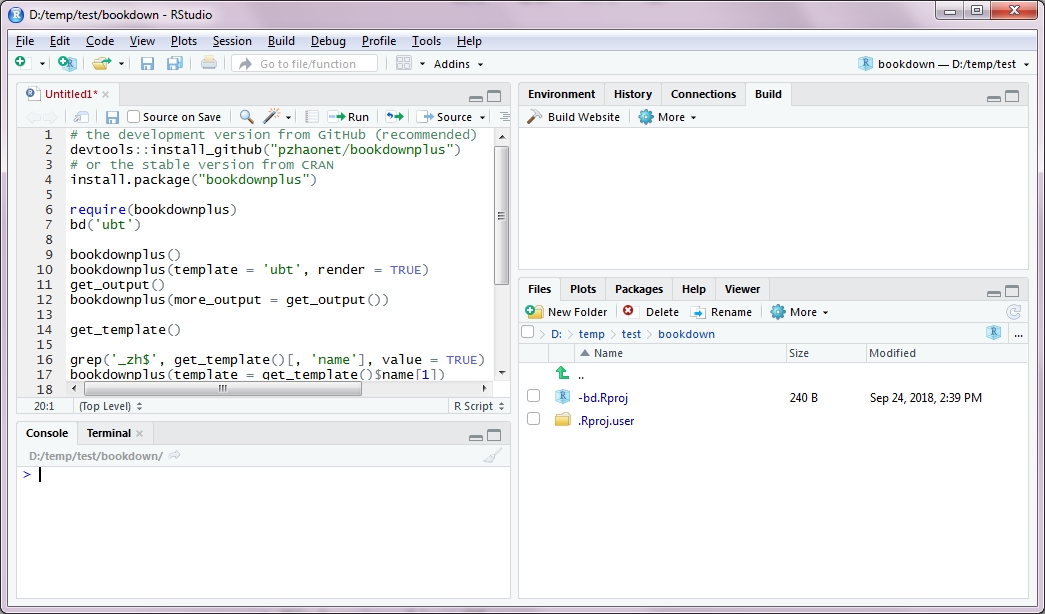 D:/temp/test/bookdown - RStudio
File Edit Code View Plots Session Build Debug Profile Tools Help
Go to file/function Addins bookdown — D:/temp/test
Untitled1*
Source on Save Run Source
1 # the development version from GitHub (recommended)
2 devtools::install_github("pzhaonet/bookdownplus")
3 # or the stable version from CRAN
4 install.package("bookdownplus")
5
6 require(bookdownplus)
7 bd('ubt')
8
9 bookdownplus()
10 bookdownplus(template = 'ubt', render = TRUE)
11 get_output()
12 bookdownplus(more_output = get_output())
13
14 get_template()
15
16 grep('_zh$', get_template()[, 'name'], value = TRUE)
17 bookdownplus(template = get_template()$name[1])
18
20:1 (Top Level) R Script
Console Terminal
D:/temp/test/bookdown/
>
Environment History Connections Build
Build Website More
Files Plots Packages Help Viewer
New Folder Delete Rename More
D: temp test bookdown ...
Name Size Modified
..
-bd.Rproj 240 B Sep 24, 2018, 2:39 PM
.Rproj.user